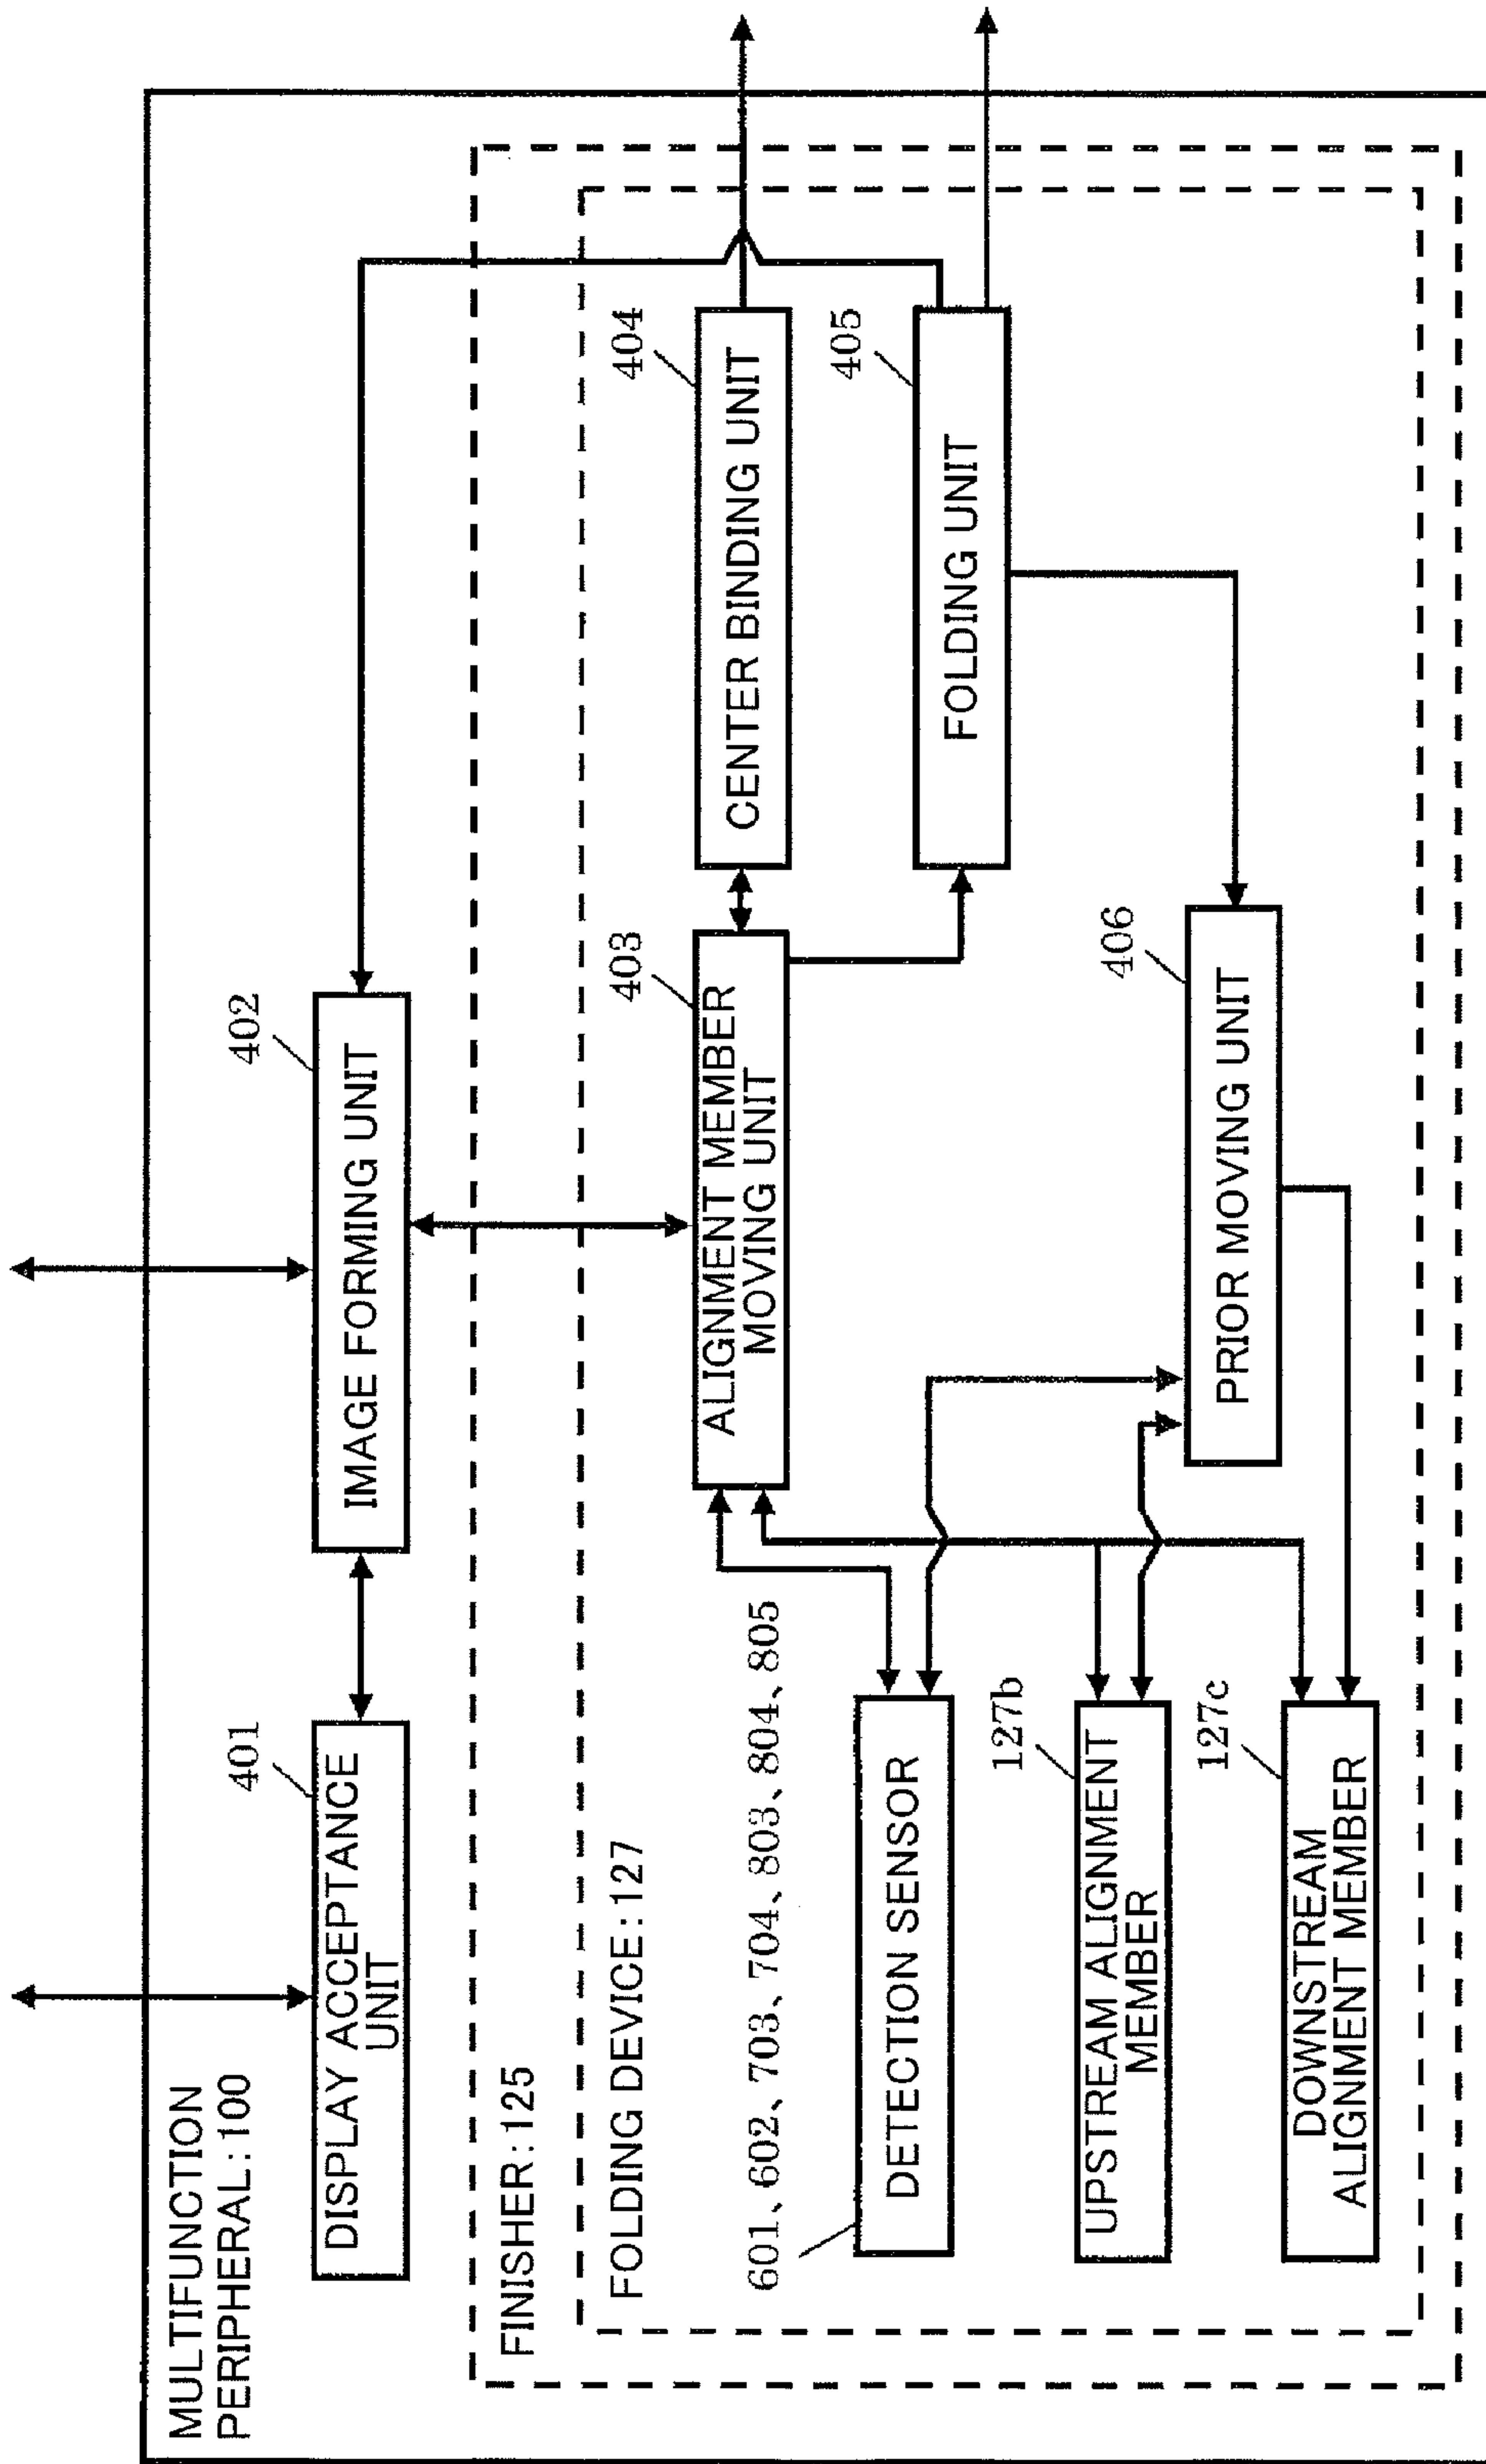 MULTIFUNCTION
PERIPHERAL:100
401
DISPLAY ACCEPTANCE
UNIT
402
IMAGE FORMING UNIT
FINISHER:125
FOLDING DEVICE:127
601、602、703、704、803、804、805
DETECTION SENSOR
127b
UPSTREAM ALIGNMENT
MEMBER
127c
DOWNSTREAM
ALIGNMENT MEMBER
403
ALIGNMENT MEMBER
MOVING UNIT
404
CENTER BINDING UNIT
405
FOLDING UNIT
406
PRIOR MOVING UNIT